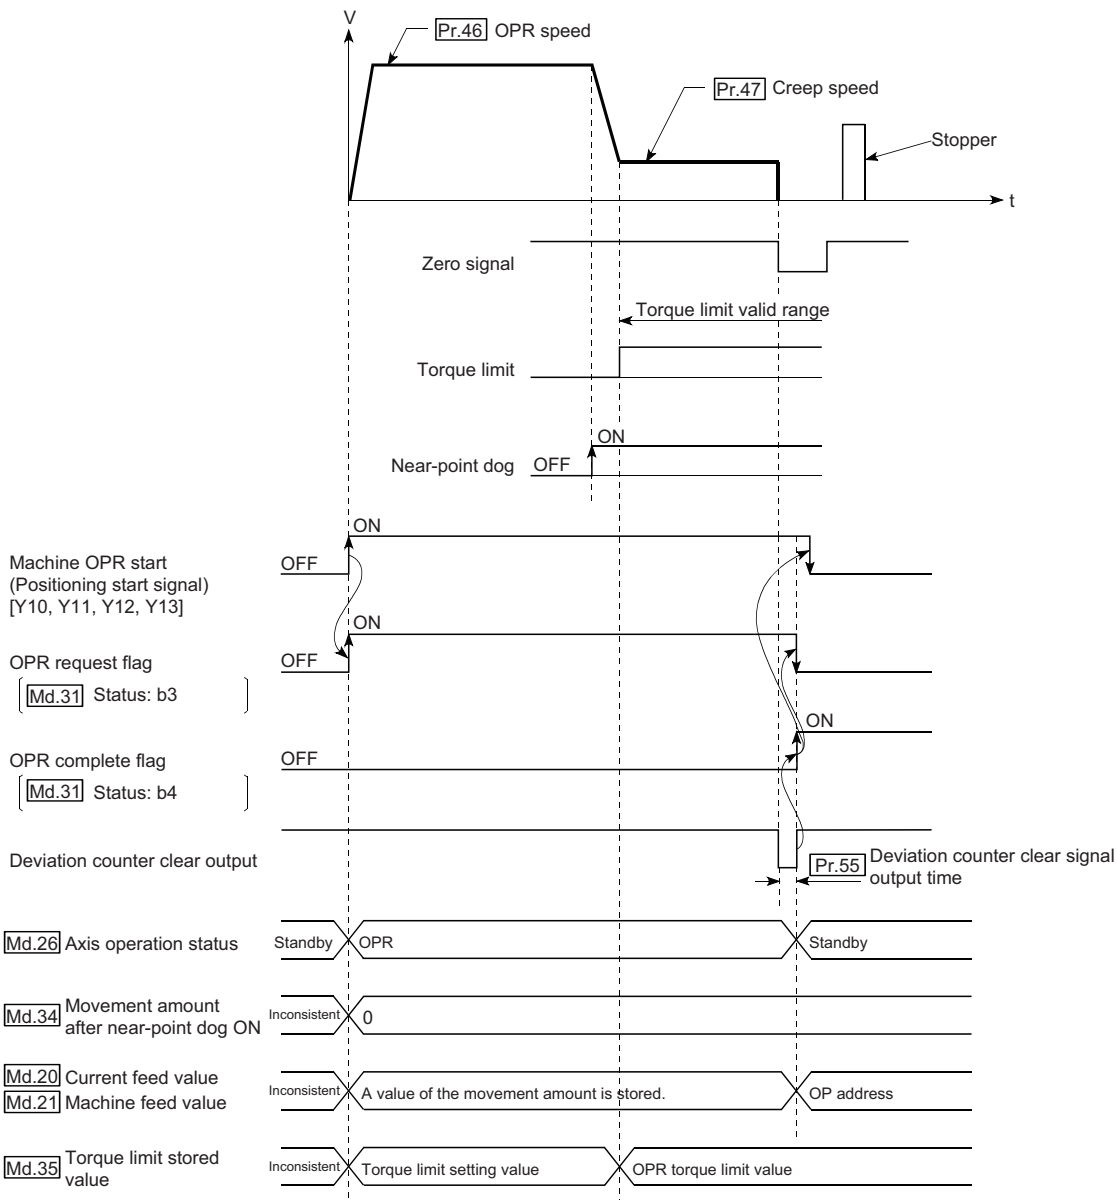 V
Pr.46 OPR speed
Pr.47 Creep speed
Stopper
t
Zero signal
Torque limit valid range
Torque limit
ON
Near-point dog OFF
ON
Machine OPR start
(Positioning start signal)
[Y10, Y11, Y12, Y13]
OFF
ON
OPR request flag
OFF
Md.31 Status: b3
ON
OPR complete flag
OFF
Md.31 Status: b4
Deviation counter clear output
Pr.55 Deviation counter clear signal
output time
Md.26 Axis operation status Standby OPR Standby
Md.34 Movement amount
after near-point dog ON
Inconsistent 0
Md.20 Current feed value
Md.21 Machine feed value
Inconsistent A value of the movement amount is stored. OP address
Md.35 Torque limit stored
value
Inconsistent Torque limit setting value OPR torque limit value